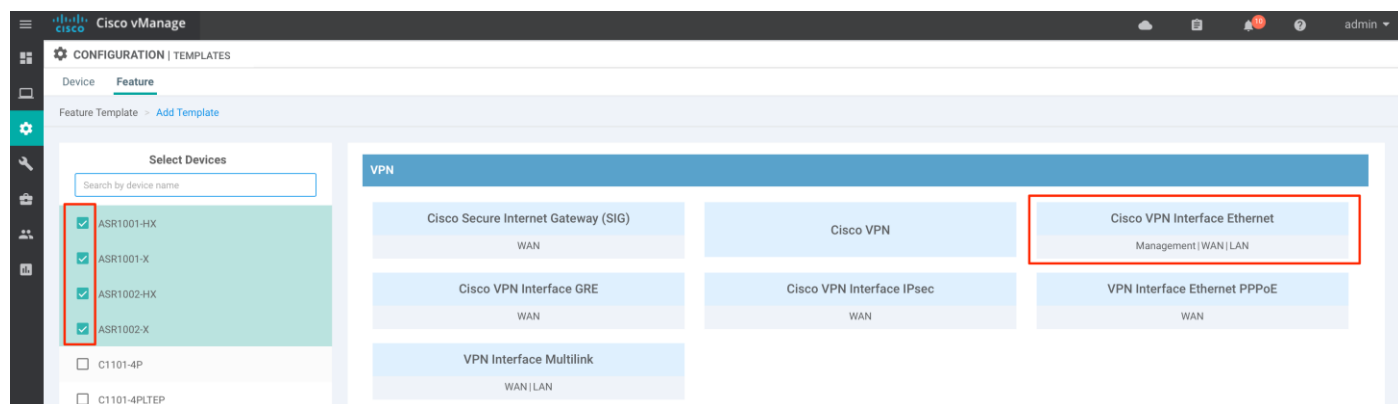 cisco Cisco vManage 10 admin
CONFIGURATION | TEMPLATES
Device Feature
Feature Template > Add Template
Select Devices
Search by device name
ASR1001-HX
ASR1001-X
ASR1002-HX
ASR1002-X
C1101-4P
C1101-4PLTEP
VPN
Cisco Secure Internet Gateway (SIG)
WAN
Cisco VPN
Cisco VPN Interface Ethernet
Management | WAN | LAN
Cisco VPN Interface GRE
WAN
Cisco VPN Interface IPsec
WAN
VPN Interface Ethernet PPPoE
WAN
VPN Interface Multilink
WAN | LAN